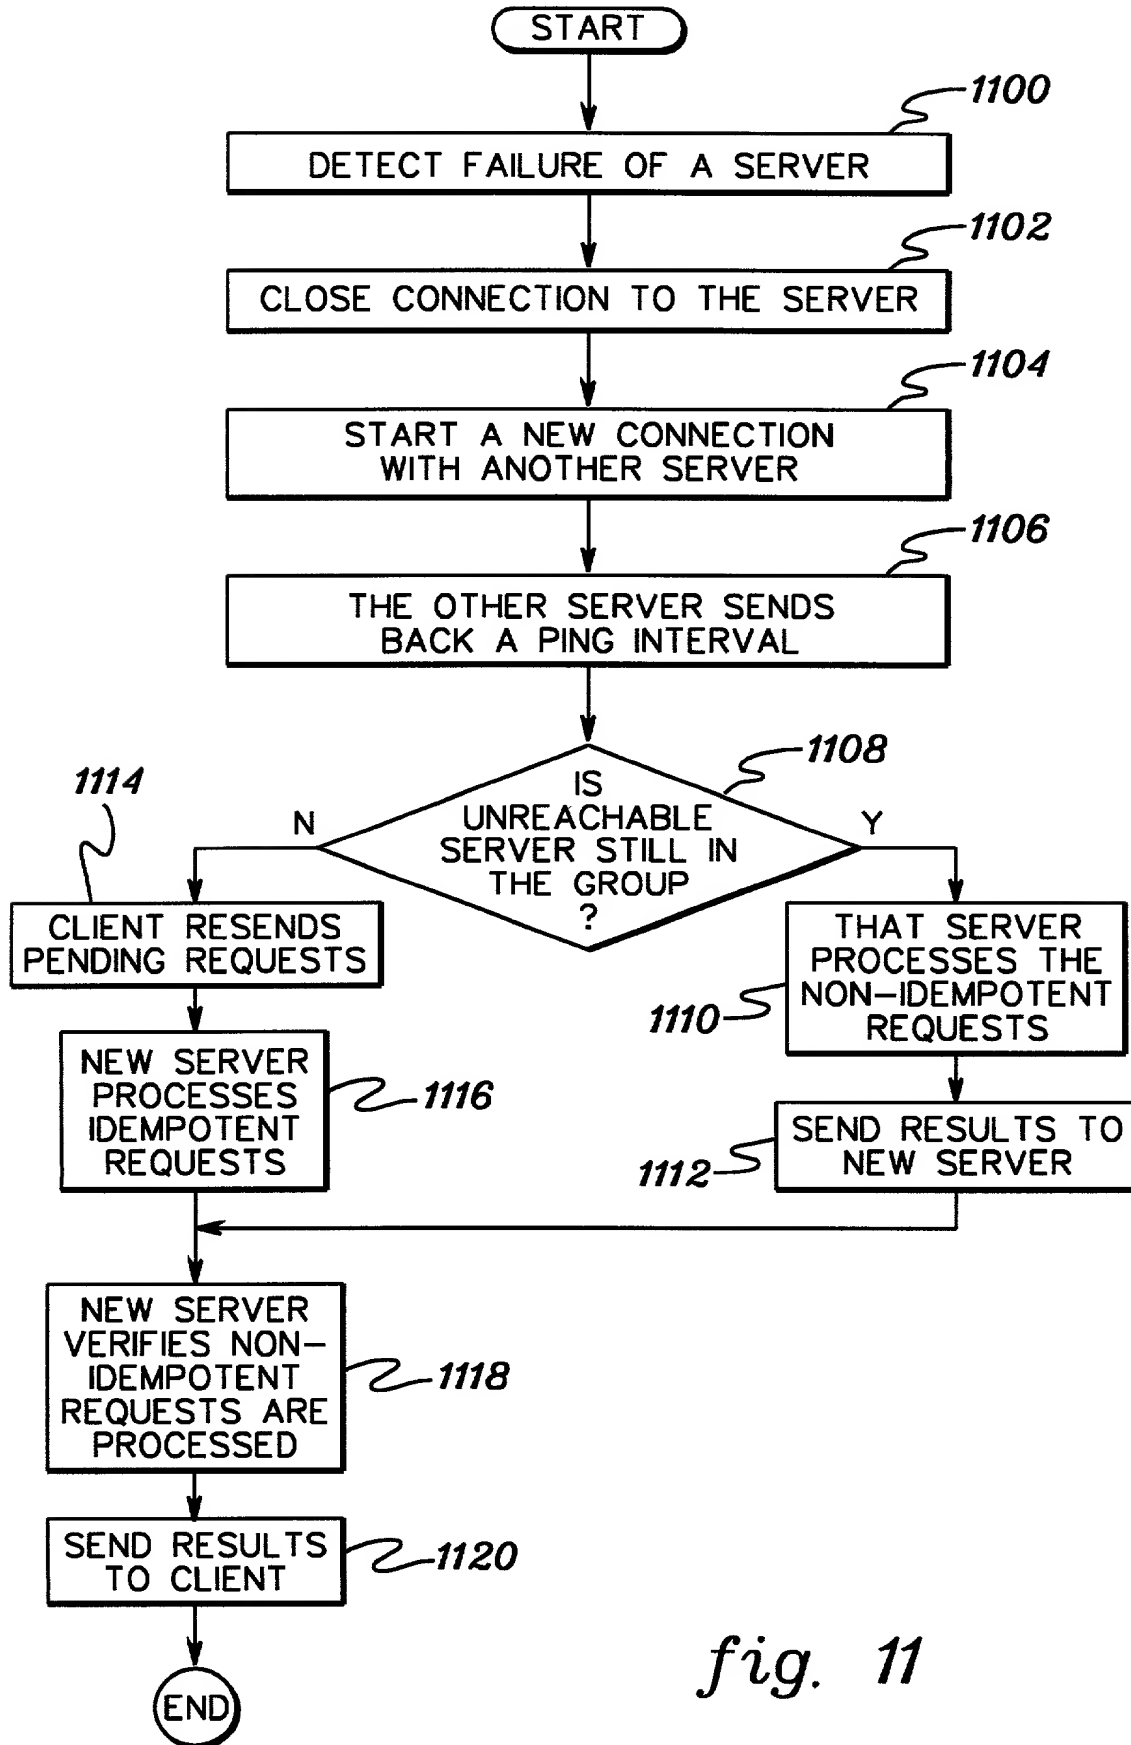 START
1100
DETECT FAILURE OF A SERVER
1102
CLOSE CONNECTION TO THE SERVER
1104
START A NEW CONNECTION
WITH ANOTHER SERVER
1106
THE OTHER SERVER SENDS
BACK A PING INTERVAL
1108
IS
UNREACHABLE
SERVER STILL IN
THE GROUP
?
N
Y
1114
CLIENT RESENDS
PENDING REQUESTS
THAT SERVER
PROCESSES THE
NON-IDEMPOTENT
REQUESTS
1110
NEW SERVER
PROCESSES
IDEMPOTENT
REQUESTS
1116
SEND RESULTS TO
NEW SERVER
1112
NEW SERVER
VERIFIES NON-
IDEMPOTENT
REQUESTS ARE
PROCESSED
1118
SEND RESULTS
TO CLIENT
1120
END
fig. 11